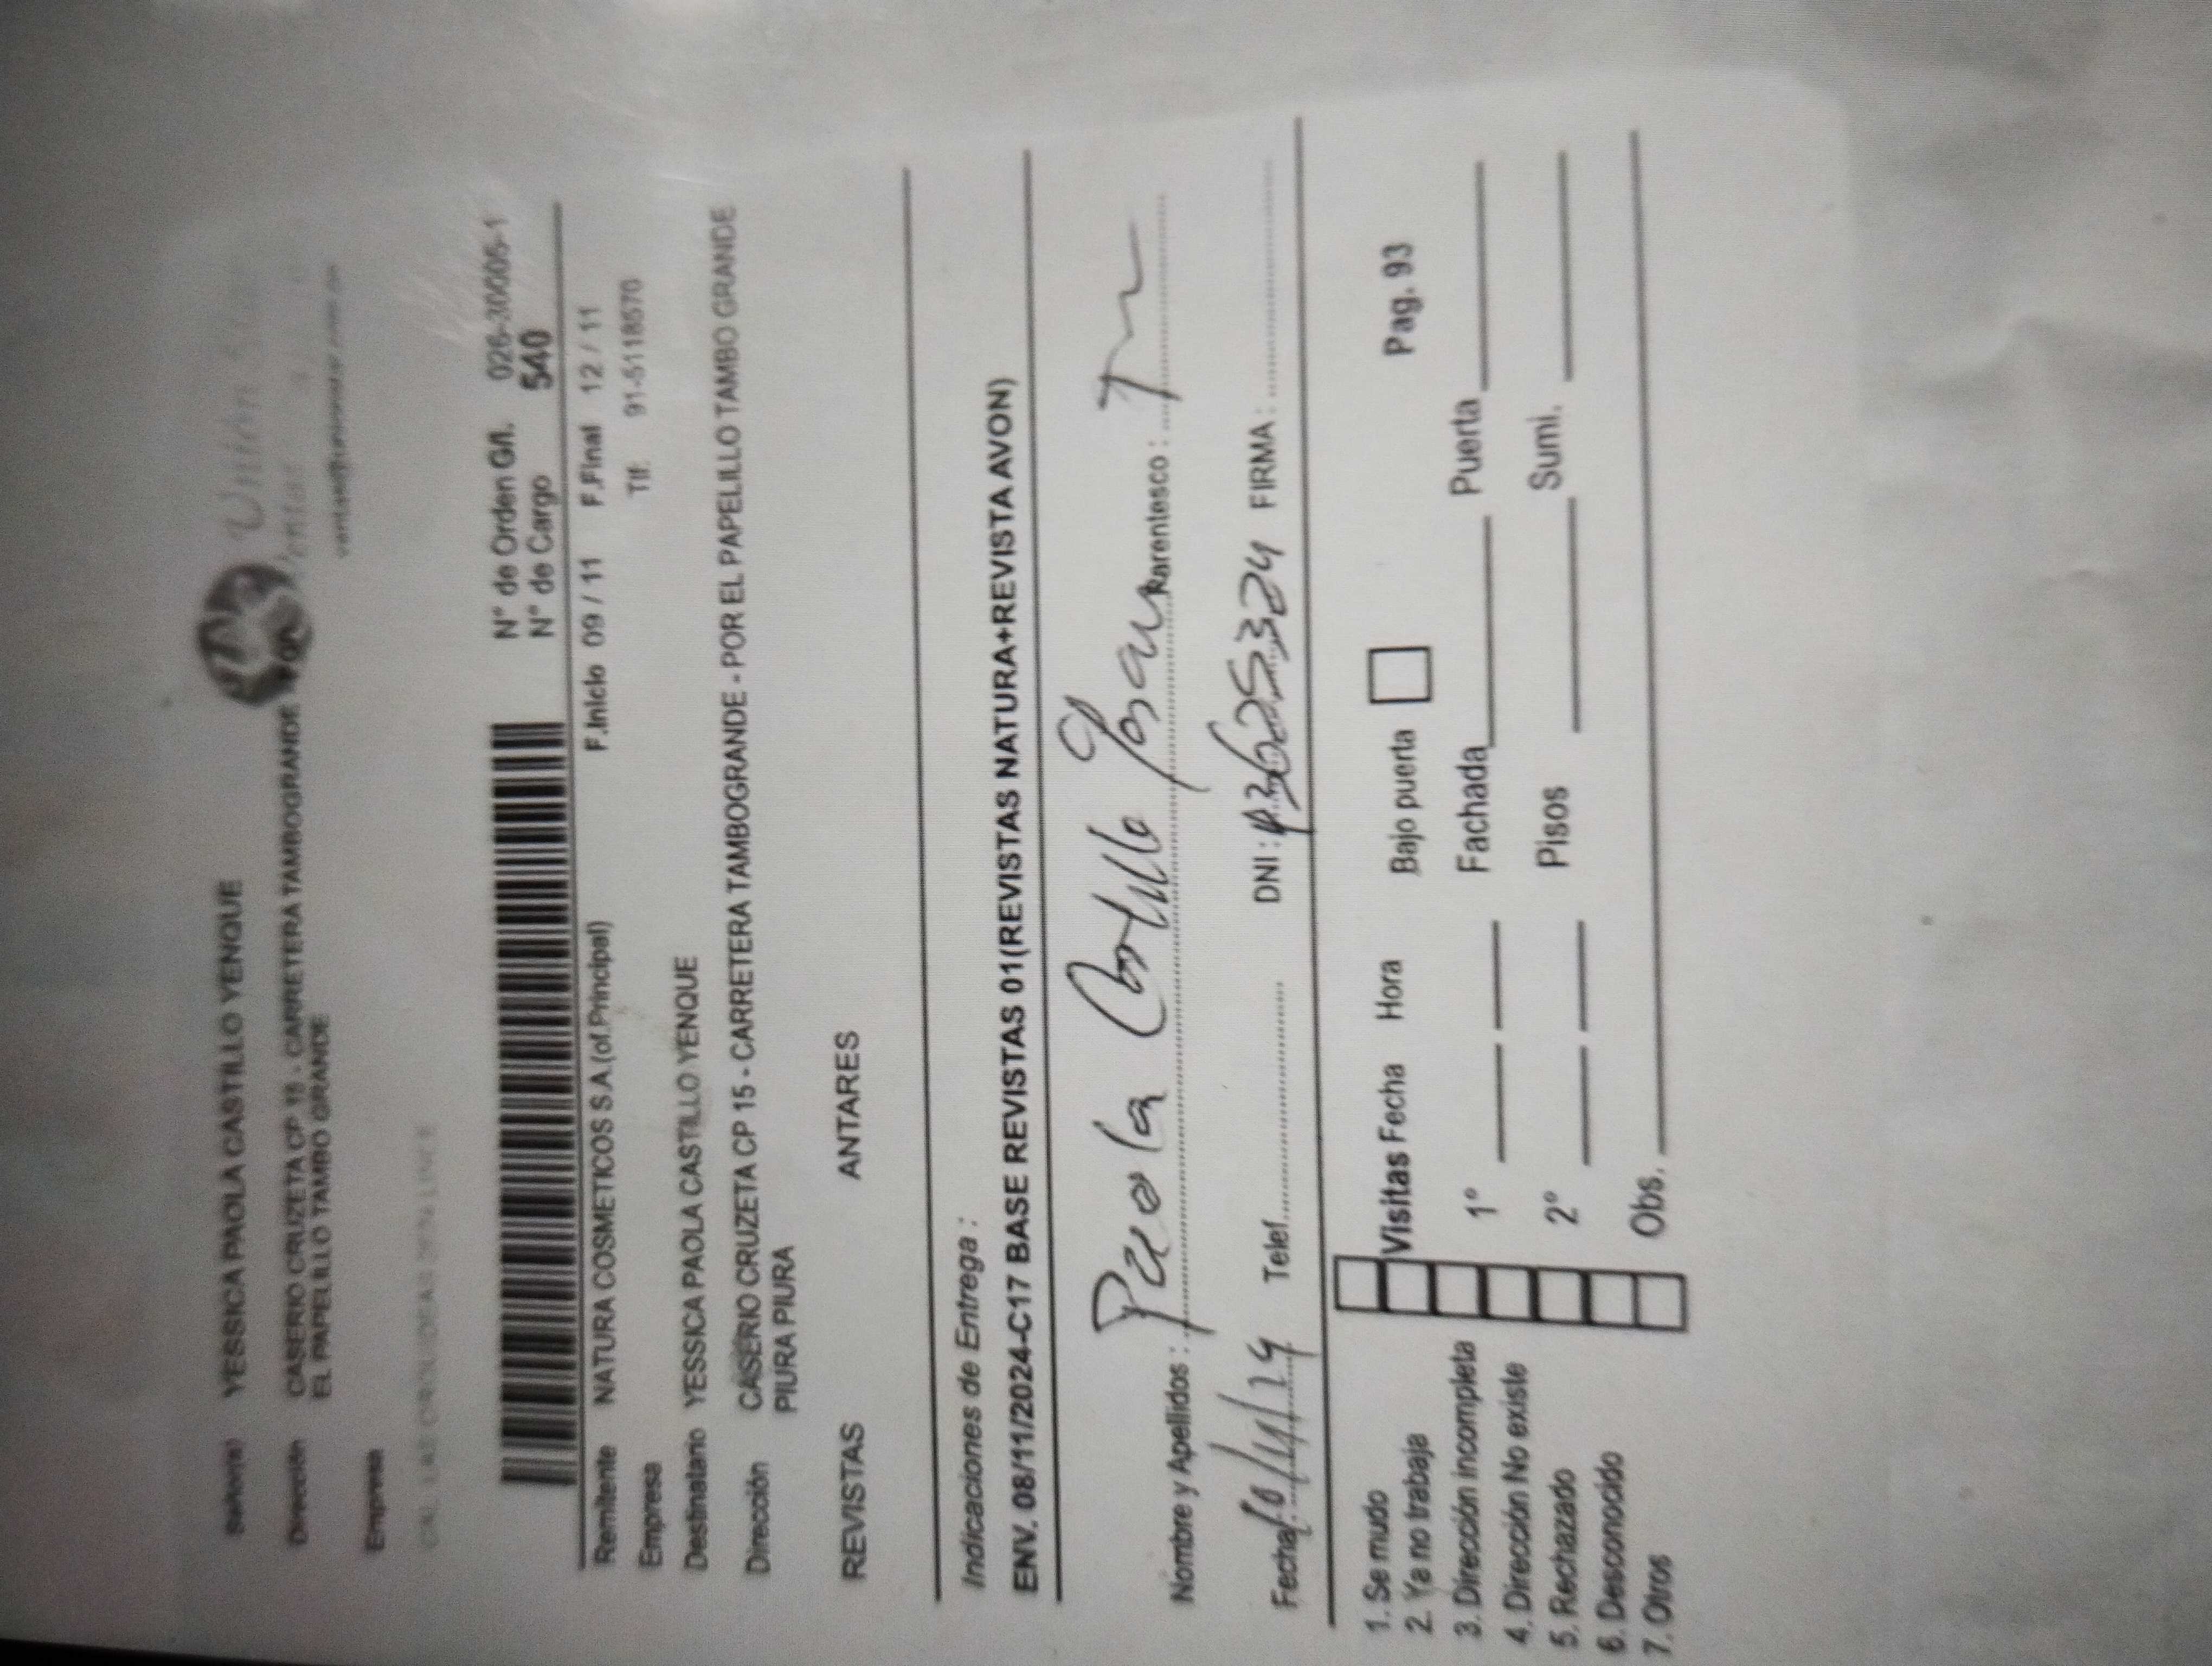 Señor(a) YESSICA PAOLA CASTILLO YENQUE
Dirección CASERIO CRUZETA CP 15 - CARRETERA TAMBOGRANDE - POR
EL PAPELILLO TAMBO GRANDE
Empresa
N° de Orden G/l. 026-300005-1
N° de Cargo 540
Remitente NATURA COSMETICOS S.A.(of.Principal) F.Inicio 09 / 11 F.Final 12 / 11
Empresa Tlf. 91-5118570
Destinatario YESSICA PAOLA CASTILLO YENQUE
Dirección CASERIO CRUZETA CP 15 - CARRETERA TAMBOGRANDE - POR EL PAPELILLO TAMBO GRANDE
PIURA PIURA
REVISTAS ANTARES
Indicaciones de Entrega :
ENV. 08/11/2024-C17 BASE REVISTAS 01(REVISTAS NATURA+REVISTA AVON)
Nombre y Apellidos : Paola Castillo Parentesco :
Fecha: Telef. DNI : FIRMA :
1. Se mudo
2. Ya no trabaja Visitas Fecha Hora Bajo puerta Pag. 93
3. Dirección incompleta 1° Fachada Puerta
4. Dirección No existe
5. Rechazado 2° Pisos Sumi.
6. Desconocido
7. Otros Obs.